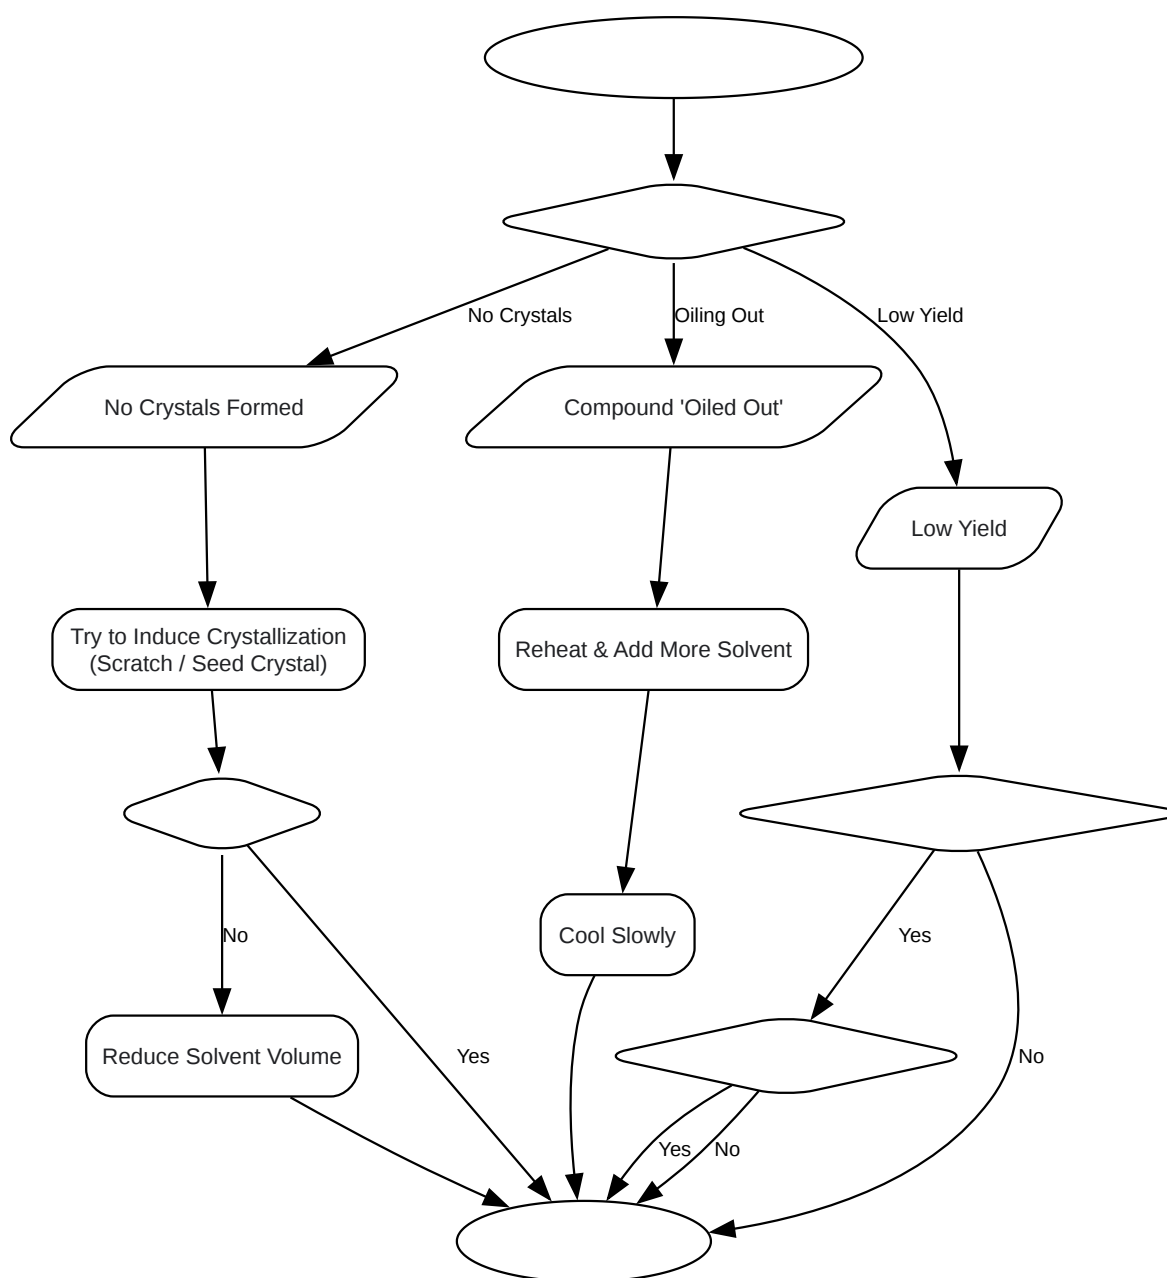 No Crystals
Oiling Out
Low Yield
No Crystals Formed
Compound 'Oiled Out'
Low Yield
Try to Induce Crystallization
(Scratch / Seed Crystal)
Reheat & Add More Solvent
No
Cool Slowly
Yes
Reduce Solvent Volume
Yes
No
Yes
No